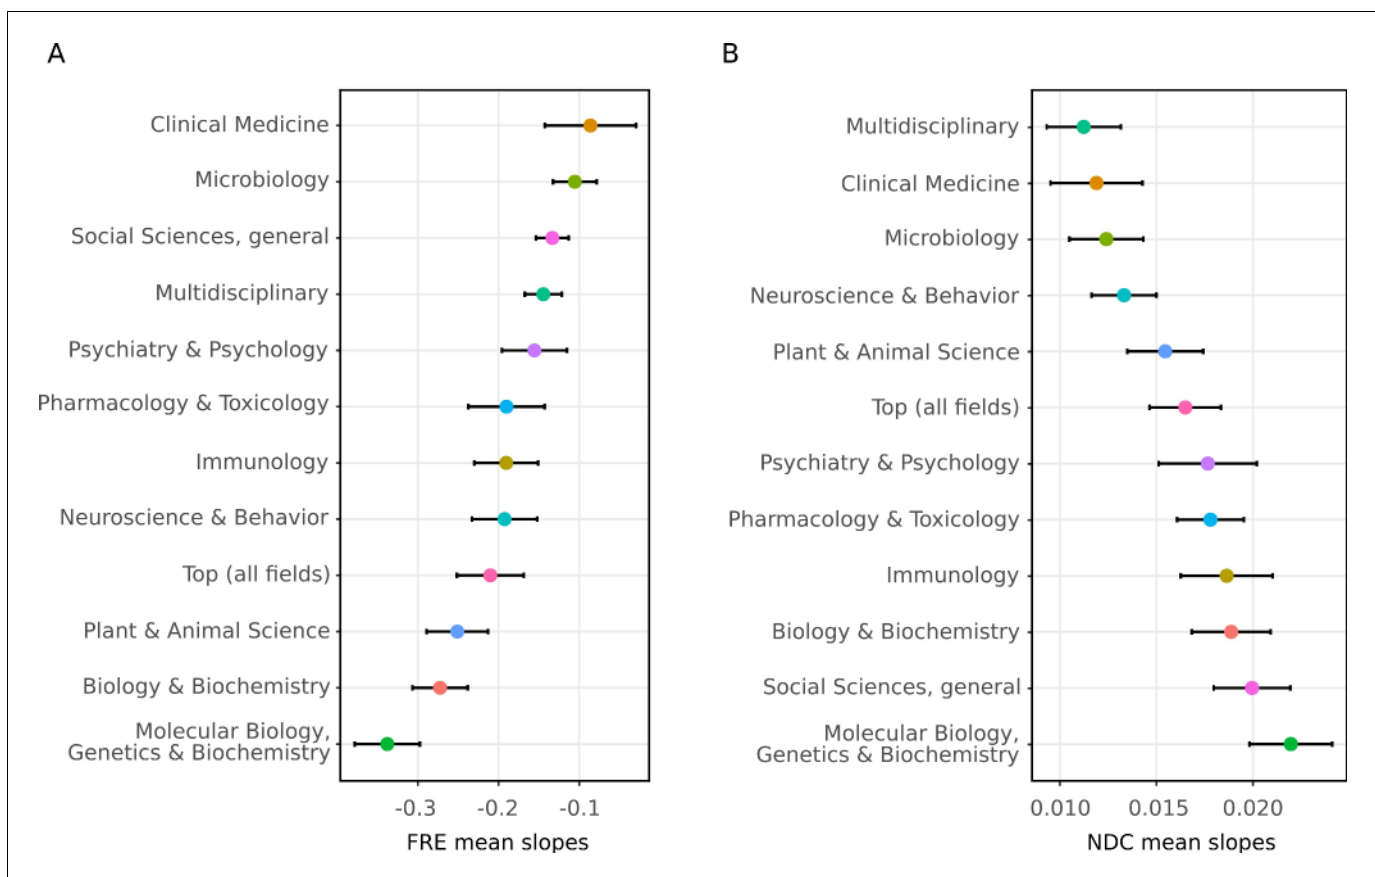 A
Clinical Medicine
Microbiology
Social Sciences, general
Multidisciplinary
Psychiatry & Psychology
Pharmacology & Toxicology
Immunology
Neuroscience & Behavior
Top (all fields)
Plant & Animal Science
Biology & Biochemistry
Molecular Biology,
Genetics & Biochemistry
-0.3 -0.2 -0.1
FRE mean slopes
B
Multidisciplinary
Clinical Medicine
Microbiology
Neuroscience & Behavior
Plant & Animal Science
Top (all fields)
Psychiatry & Psychology
Pharmacology & Toxicology
Immunology
Biology & Biochemistry
Social Sciences, general
Molecular Biology,
Genetics & Biochemistry
0.010 0.015 0.020
NDC mean slopes